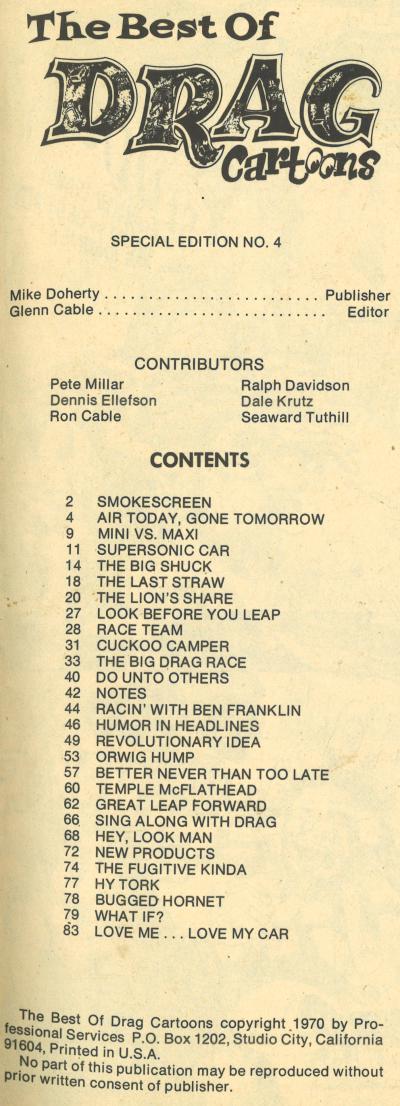 The Best Of
DRAG
Cartoons
SPECIAL EDITION NO. 4
Mike Doherty . . . . . . . . . . . . . . . . . . . . . . . . . Publisher
Glenn Cable . . . . . . . . . . . . . . . . . . . . . . . . . . . Editor
CONTRIBUTORS
Pete Millar Ralph Davidson
Dennis Ellefson Dale Krutz
Ron Cable Seaward Tuthill
CONTENTS
2 SMOKESCREEN
4 AIR TODAY, GONE TOMORROW
9 MINI VS. MAXI
11 SUPERSONIC CAR
14 THE BIG SHUCK
18 THE LAST STRAW
20 THE LION'S SHARE
27 LOOK BEFORE YOU LEAP
28 RACE TEAM
31 CUCKOO CAMPER
33 THE BIG DRAG RACE
40 DO UNTO OTHERS
42 NOTES
44 RACIN' WITH BEN FRANKLIN
46 HUMOR IN HEADLINES
49 REVOLUTIONARY IDEA
53 ORWIG HUMP
57 BETTER NEVER THAN TOO LATE
60 TEMPLE McFLATHEAD
62 GREAT LEAP FORWARD
66 SING ALONG WITH DRAG
68 HEY, LOOK MAN
72 NEW PRODUCTS
74 THE FUGITIVE KINDA
77 HY TORK
78 BUGGED HORNET
79 WHAT IF?
83 LOVE ME . . . LOVE MY CAR
The Best Of Drag Cartoons copyright 1970 by Pro-
fessional Services P.O. Box 1202, Studio City, California
91604, Printed in U.S.A.
No part of this publication may be reproduced without
prior written consent of publisher.